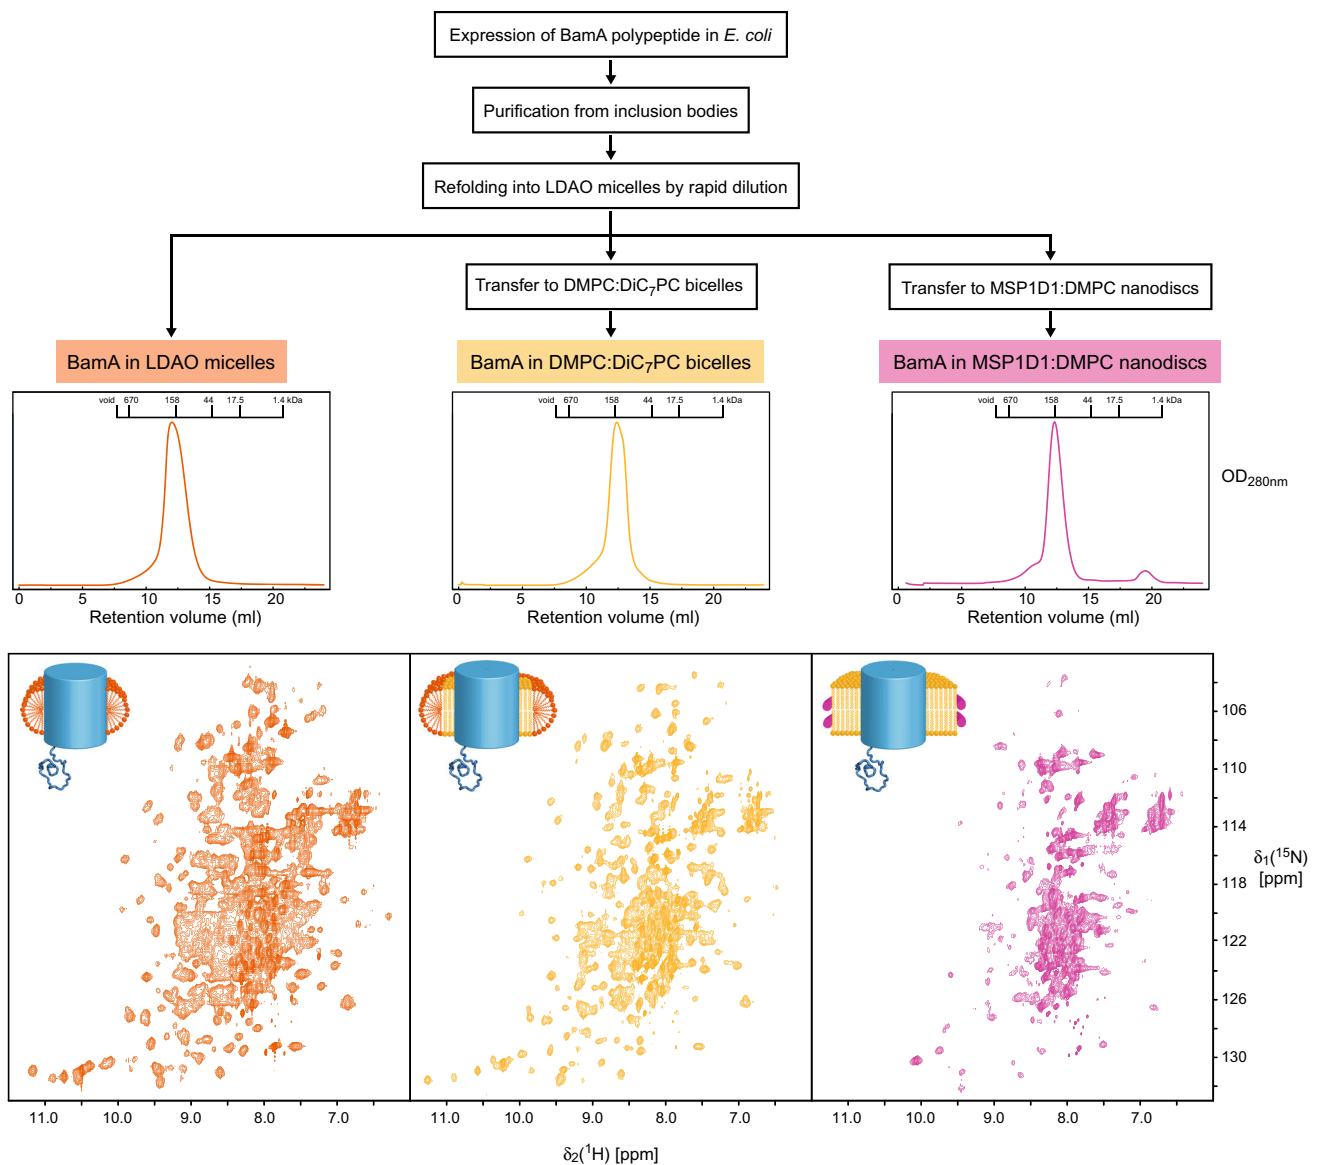 Expression of BamA polypeptide in E. coli
Purification from inclusion bodies
Refolding into LDAO micelles by rapid dilution
Transfer to DMPC:DiC7PC bicelles
Transfer to MSP1D1:DMPC nanodiscs
BamA in LDAO micelles
BamA in DMPC:DiC7PC bicelles
BamA in MSP1D1:DMPC nanodiscs
void 670 158 44 17.5 1.4 kDa
void 670 158 44 17.5 1.4 kDa
void 670 158 44 17.5 1.4 kDa
OD280nm
0 5 10 15 20
0 5 10 15 20
0 5 10 15 20
Retention volume (ml)
Retention volume (ml)
Retention volume (ml)
106
110
114
118
122
126
130
δ1(15N)
[ppm]
11.0 10.0 9.0 8.0 7.0
11.0 10.0 9.0 8.0 7.0
11.0 10.0 9.0 8.0 7.0
δ2(1H) [ppm]